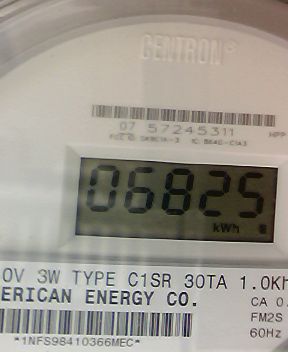 CENTRON®
07 57245311 HPP
06825
kWh
0V 3W TYPE C1SR 30TA 1.0Kh
ERICAN ENERGY CO. CA 0.
FM2S
60Hz
*1NFS98410366MEC*